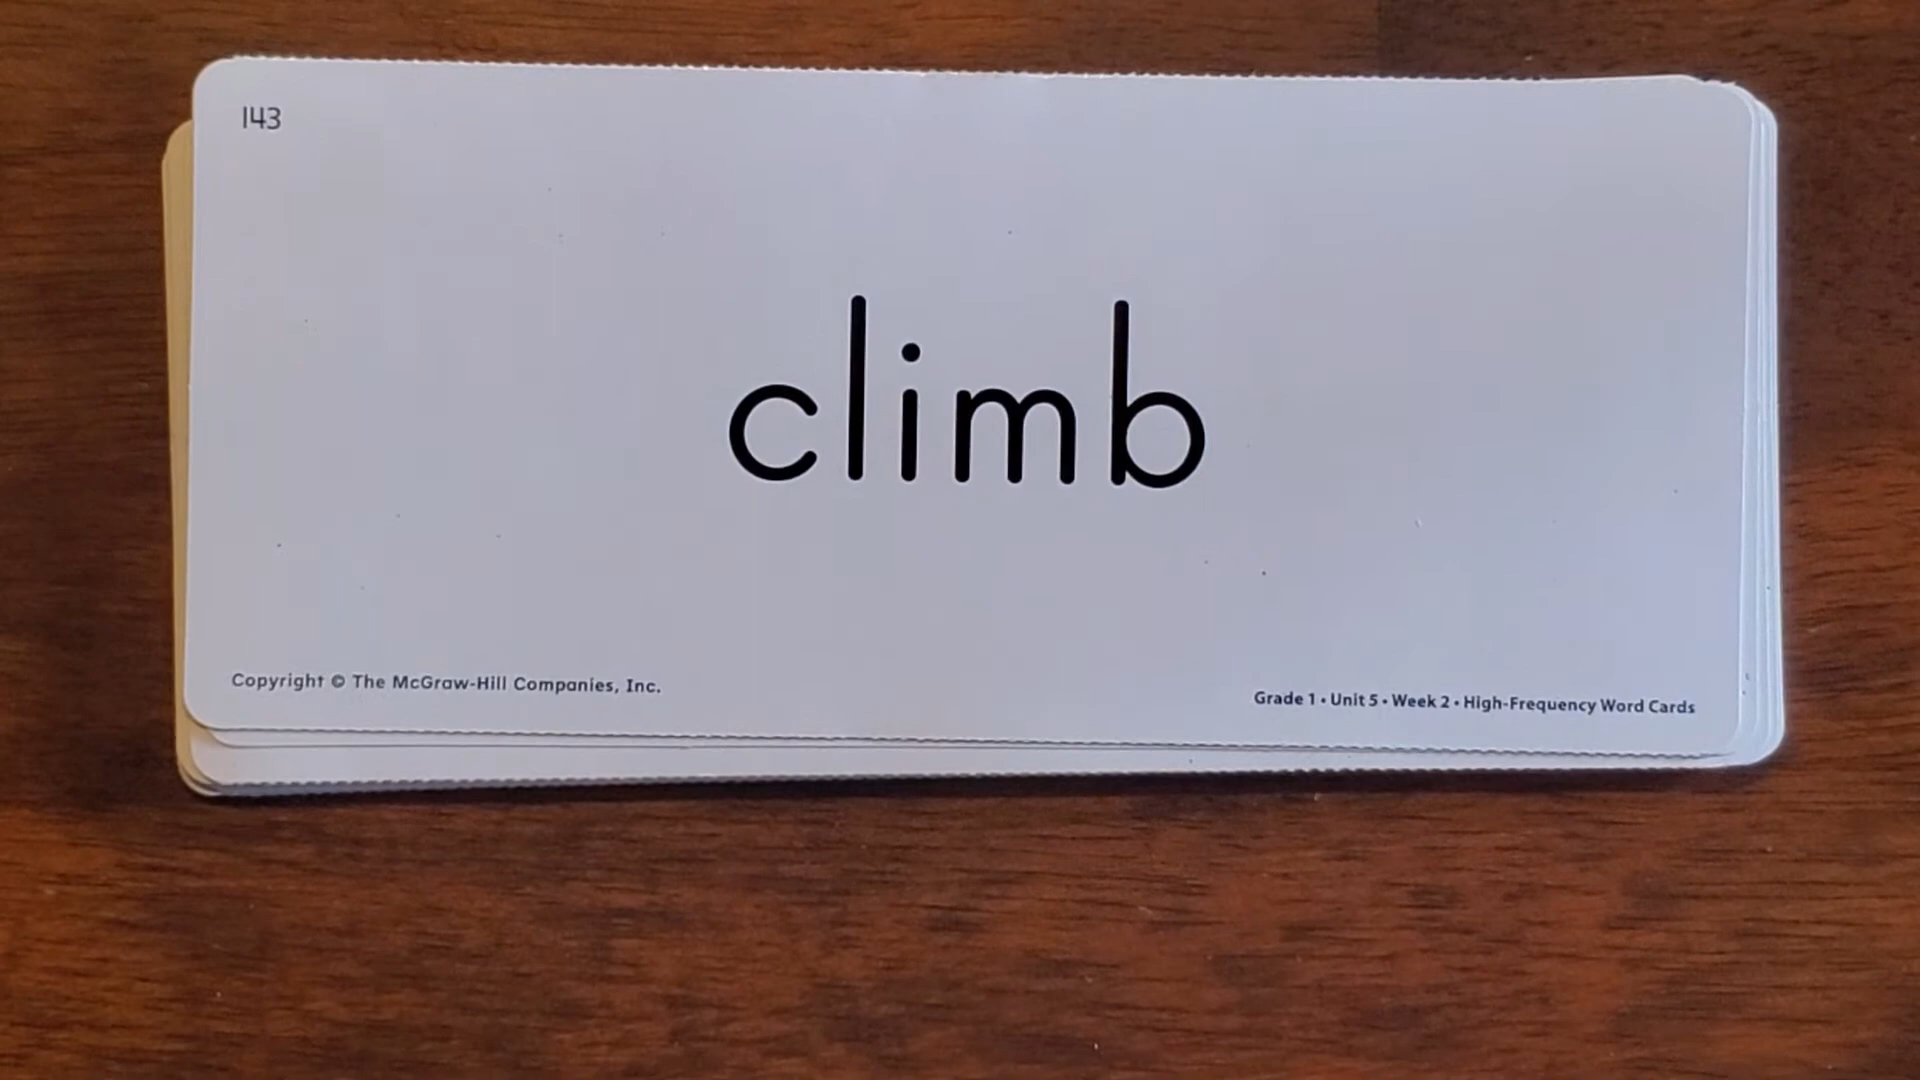 143
climb
Copyright © The McGraw-Hill Companies, Inc.
Grade 1 • Unit 5 • Week 2 • High-Frequency Word Cards